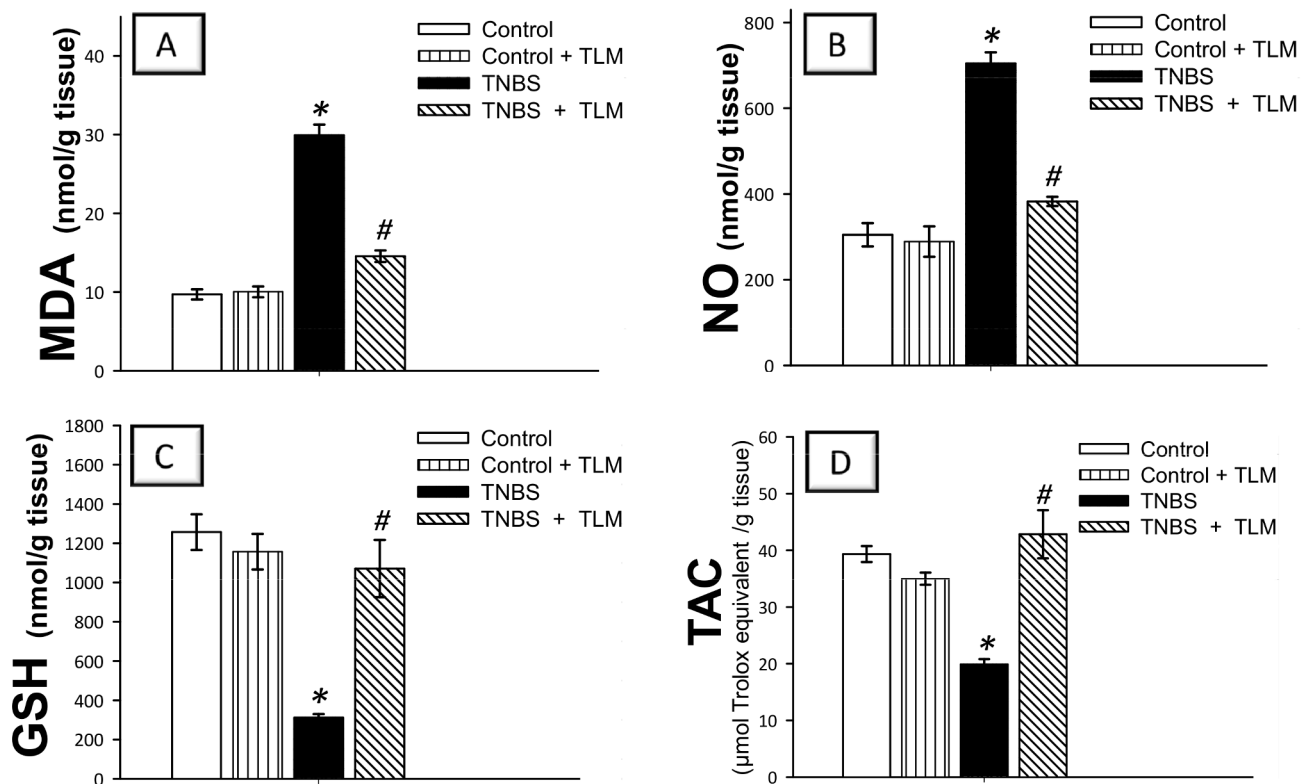 A
MDA (nmol/g tissue)
40
30
20
10
0
*
#
Control
Control + TLM
TNBS
TNBS + TLM
B
NO (nmol/g tissue)
800
600
400
200
0
*
#
Control
Control + TLM
TNBS
TNBS + TLM
C
GSH (nmol/g tissue)
1800
1600
1400
1200
1000
800
600
400
200
0
*
#
Control
Control + TLM
TNBS
TNBS + TLM
D
TAC
(µmol Trolox equivalent /g tissue)
60
50
40
30
20
10
0
*
#
Control
Control + TLM
TNBS
TNBS + TLM